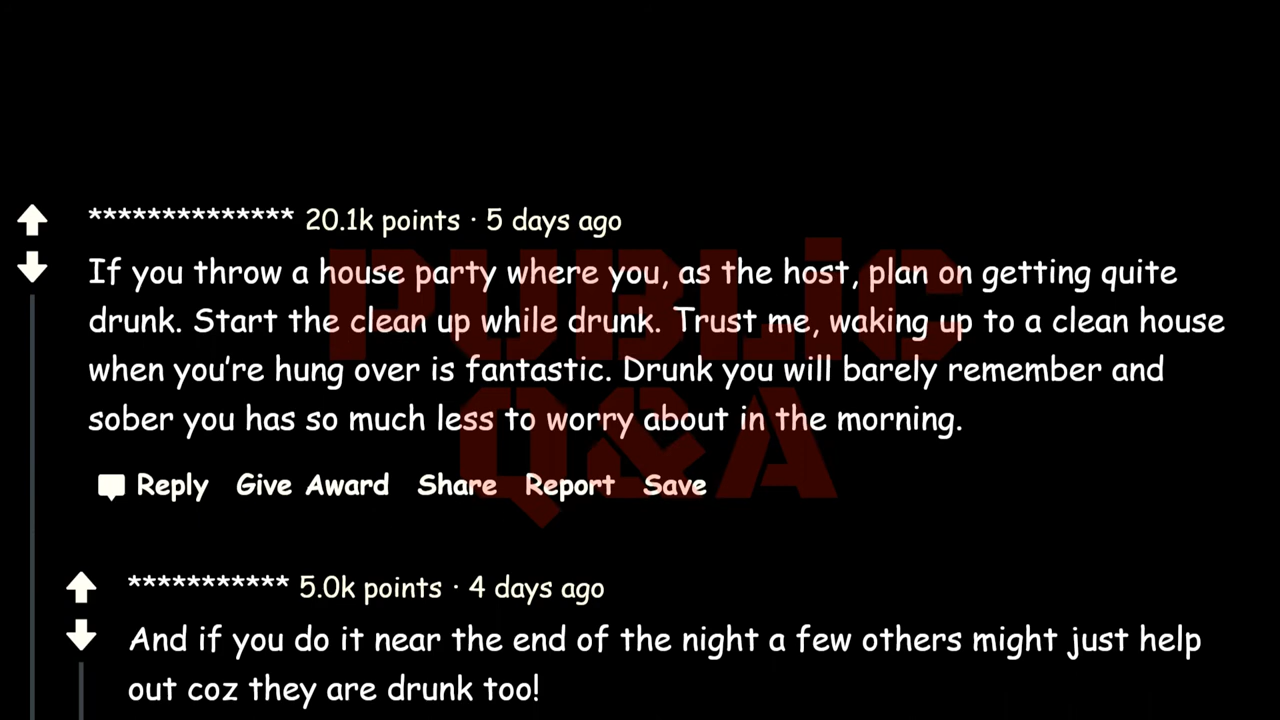 ************** 20.1k points · 5 days ago
If you throw a house party where you, as the host, plan on getting quite
drunk. Start the clean up while drunk. Trust me, waking up to a clean house
when you're hung over is fantastic. Drunk you will barely remember and
sober you has so much less to worry about in the morning.
Reply Give Award Share Report Save
PUBLiC
Q&A
*********** 5.0k points · 4 days ago
And if you do it near the end of the night a few others might just help
out coz they are drunk too!